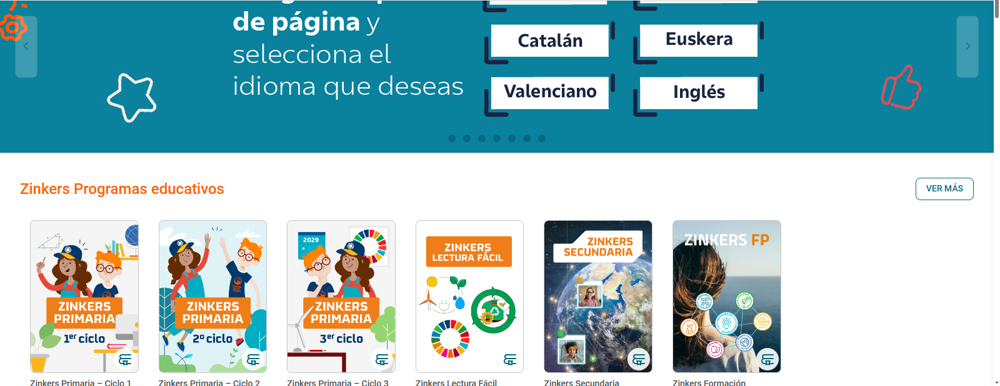 de página y
selecciona el
idioma que deseas
Catalán
Euskera
Valenciano
Inglés
Zinkers Programas educativos
VER MÁS
ZINKERS
PRIMARIA
1er ciclo
ZINKERS
PRIMARIA
2º ciclo
2029
ZINKERS
PRIMARIA
3er ciclo
ZINKERS
LECTURA FÁCIL
ZINKERS
SECUNDARIA
ZINKERS FP
Zinkers Primaria – Ciclo 1
Zinkers Primaria – Ciclo 2
Zinkers Primaria – Ciclo 3
Zinkers Lectura Fácil
Zinkers Secundaria
Zinkers Formación